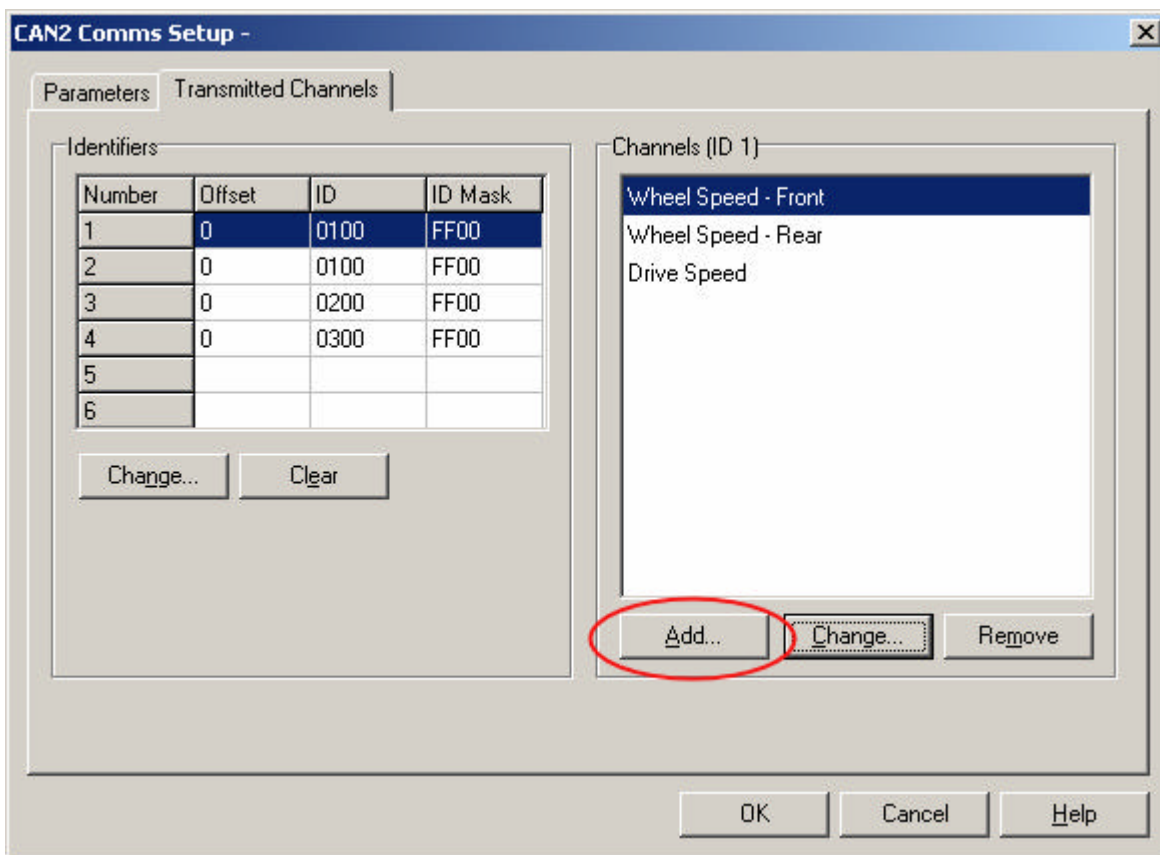 CAN2 Comms Setup -
Parameters Transmitted Channels
Identifiers
Number Offset ID ID Mask
1 0 0100 FF00
2 0 0100 FF00
3 0 0200 FF00
4 0 0300 FF00
5
6
Change... Clear
Channels (ID 1)
Wheel Speed - Front
Wheel Speed - Rear
Drive Speed
Add... Change... Remove
OK Cancel Help